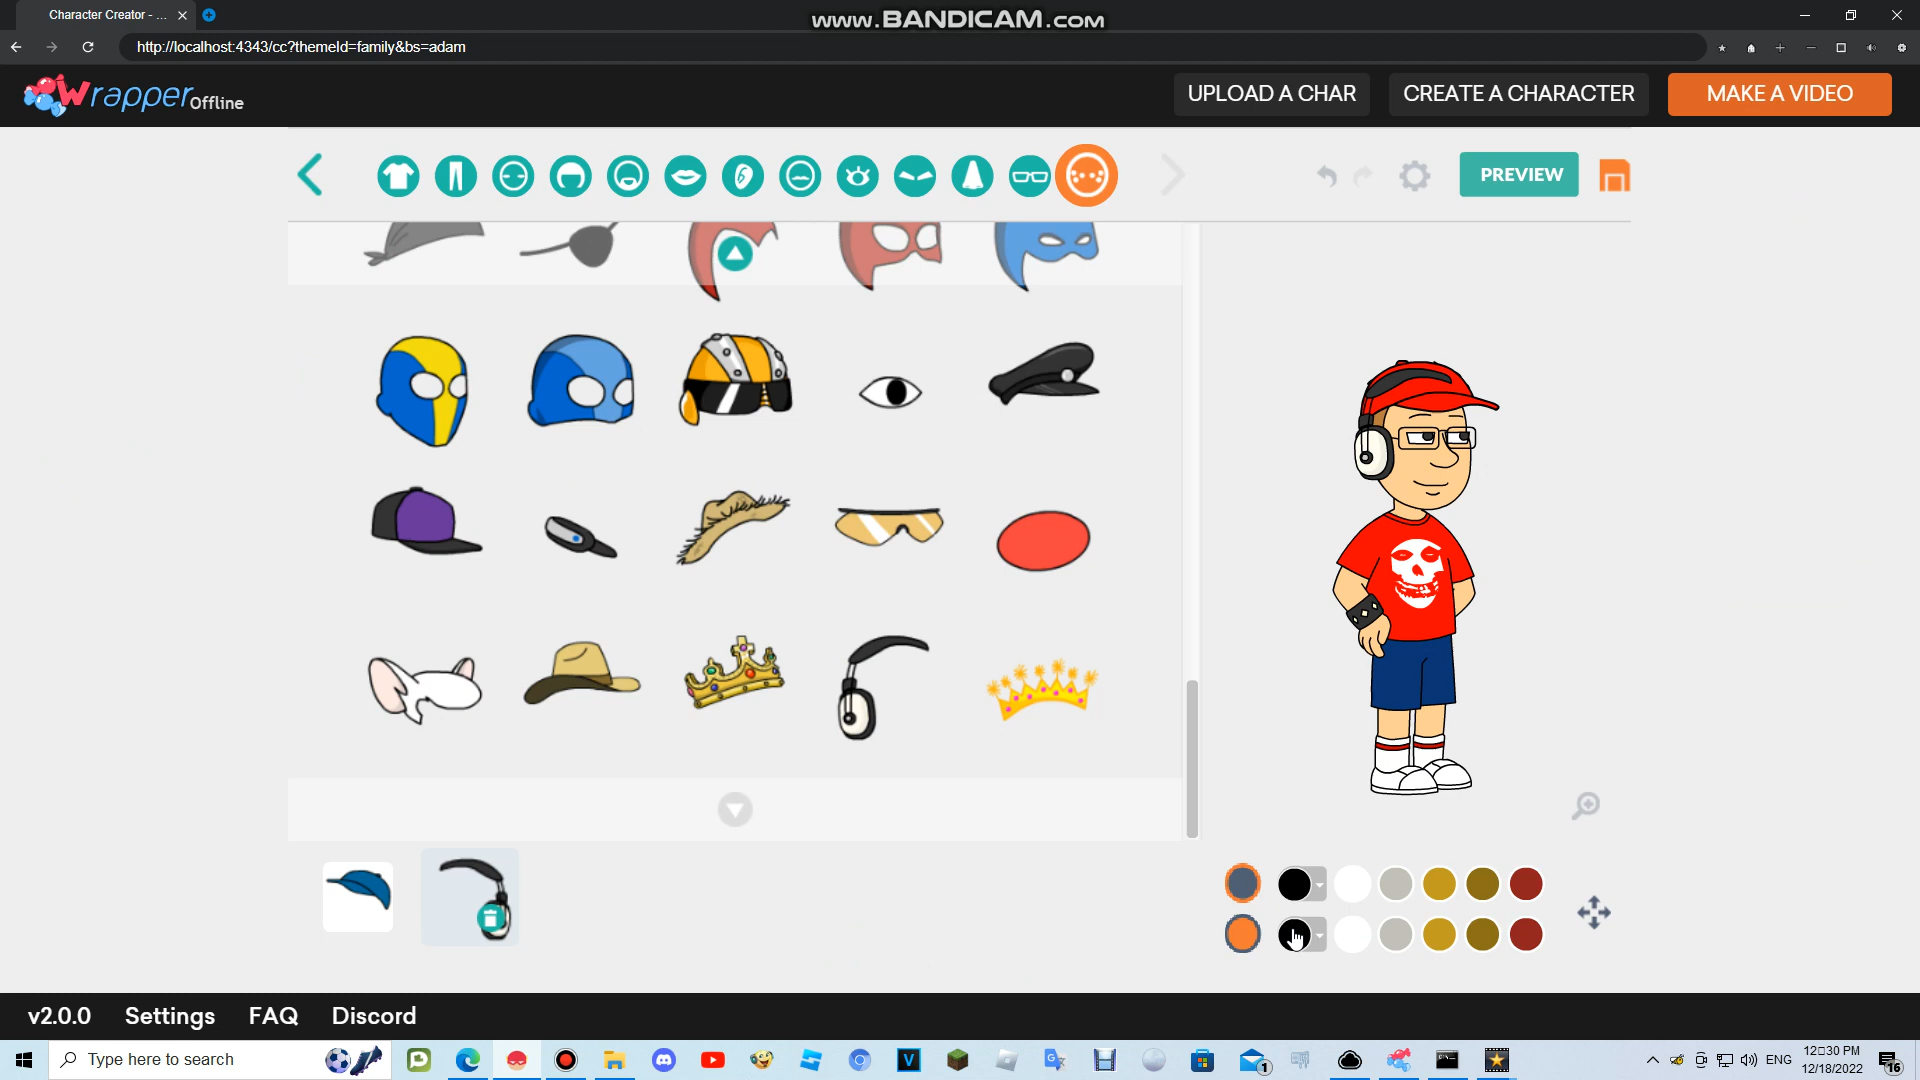 Character Creator - ...
www.BANDICAM.com
http://localhost:4343/cc?themeId=family&bs=adam
Wrapper Offline
UPLOAD A CHAR
CREATE A CHARACTER
MAKE A VIDEO
PREVIEW
v2.0.0
Settings
FAQ
Discord
Type here to search
V
1
ENG
12:30 PM
12/18/2022
16